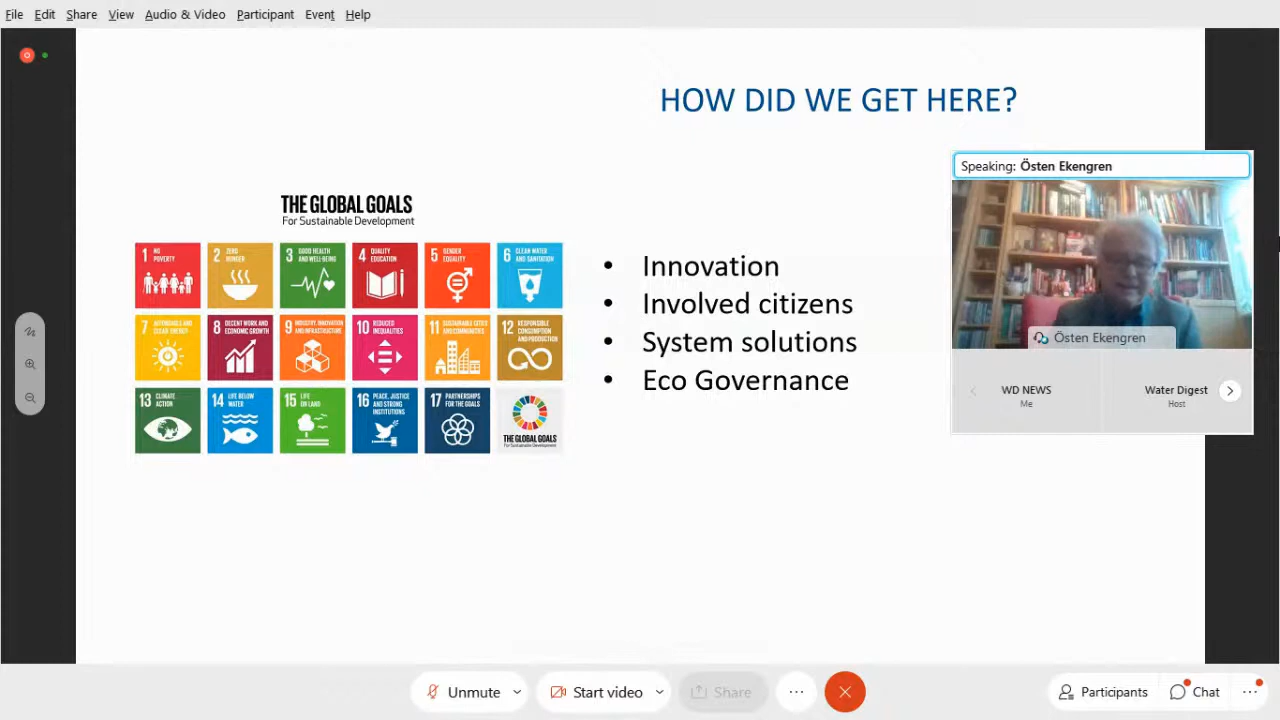 File Edit Share View Audio & Video Participant Event Help
HOW DID WE GET HERE?
Speaking: Östen Ekengren
Östen Ekengren
WD NEWS
Me
Water Digest
Host
THE GLOBAL GOALS
For Sustainable Development
1 NO
POVERTY
2 ZERO
HUNGER
3 GOOD HEALTH
AND WELL-BEING
4 QUALITY
EDUCATION
5 GENDER
EQUALITY
6 CLEAN WATER
AND SANITATION
7 AFFORDABLE AND
CLEAN ENERGY
8 DECENT WORK AND
ECONOMIC GROWTH
9 INDUSTRY, INNOVATION
AND INFRASTRUCTURE
10 REDUCED
INEQUALITIES
11 SUSTAINABLE CITIES
AND COMMUNITIES
12 RESPONSIBLE
CONSUMPTION
AND PRODUCTION
13 CLIMATE
ACTION
14 LIFE BELOW
WATER
15 LIFE
ON LAND
16 PEACE, JUSTICE
AND STRONG
INSTITUTIONS
17 PARTNERSHIPS
FOR THE GOALS
THE GLOBAL GOALS
For Sustainable Development
• Innovation
• Involved citizens
• System solutions
• Eco Governance
Unmute Start video Share Participants Chat